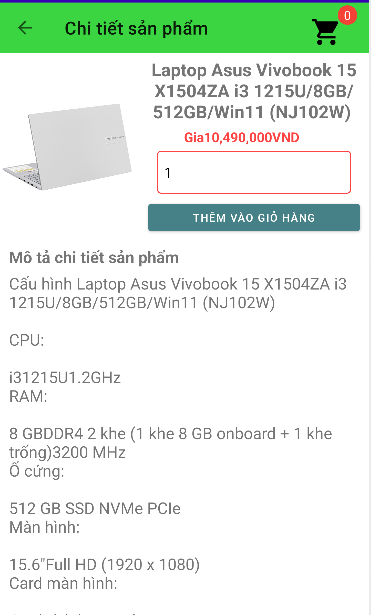 Chi tiết sản phẩm
0
Laptop Asus Vivobook 15
X1504ZA i3 1215U/8GB/
512GB/Win11 (NJ102W)
Gia10,490,000VND
1
THÊM VÀO GIỎ HÀNG
Mô tả chi tiết sản phẩm
Cấu hình Laptop Asus Vivobook 15 X1504ZA i3
1215U/8GB/512GB/Win11 (NJ102W)
CPU:
i31215U1.2GHz
RAM:
8 GBDDR4 2 khe (1 khe 8 GB onboard + 1 khe
trống)3200 MHz
Ổ cứng:
512 GB SSD NVMe PCIe
Màn hình:
15.6"Full HD (1920 x 1080)
Card màn hình: